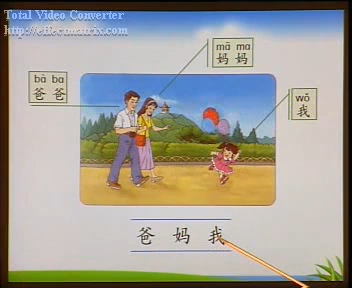 Total Video Converter
http://effectmatrix.com
mā ma
妈 妈
bà ba
爸 爸
wǒ
我
爸 妈 我